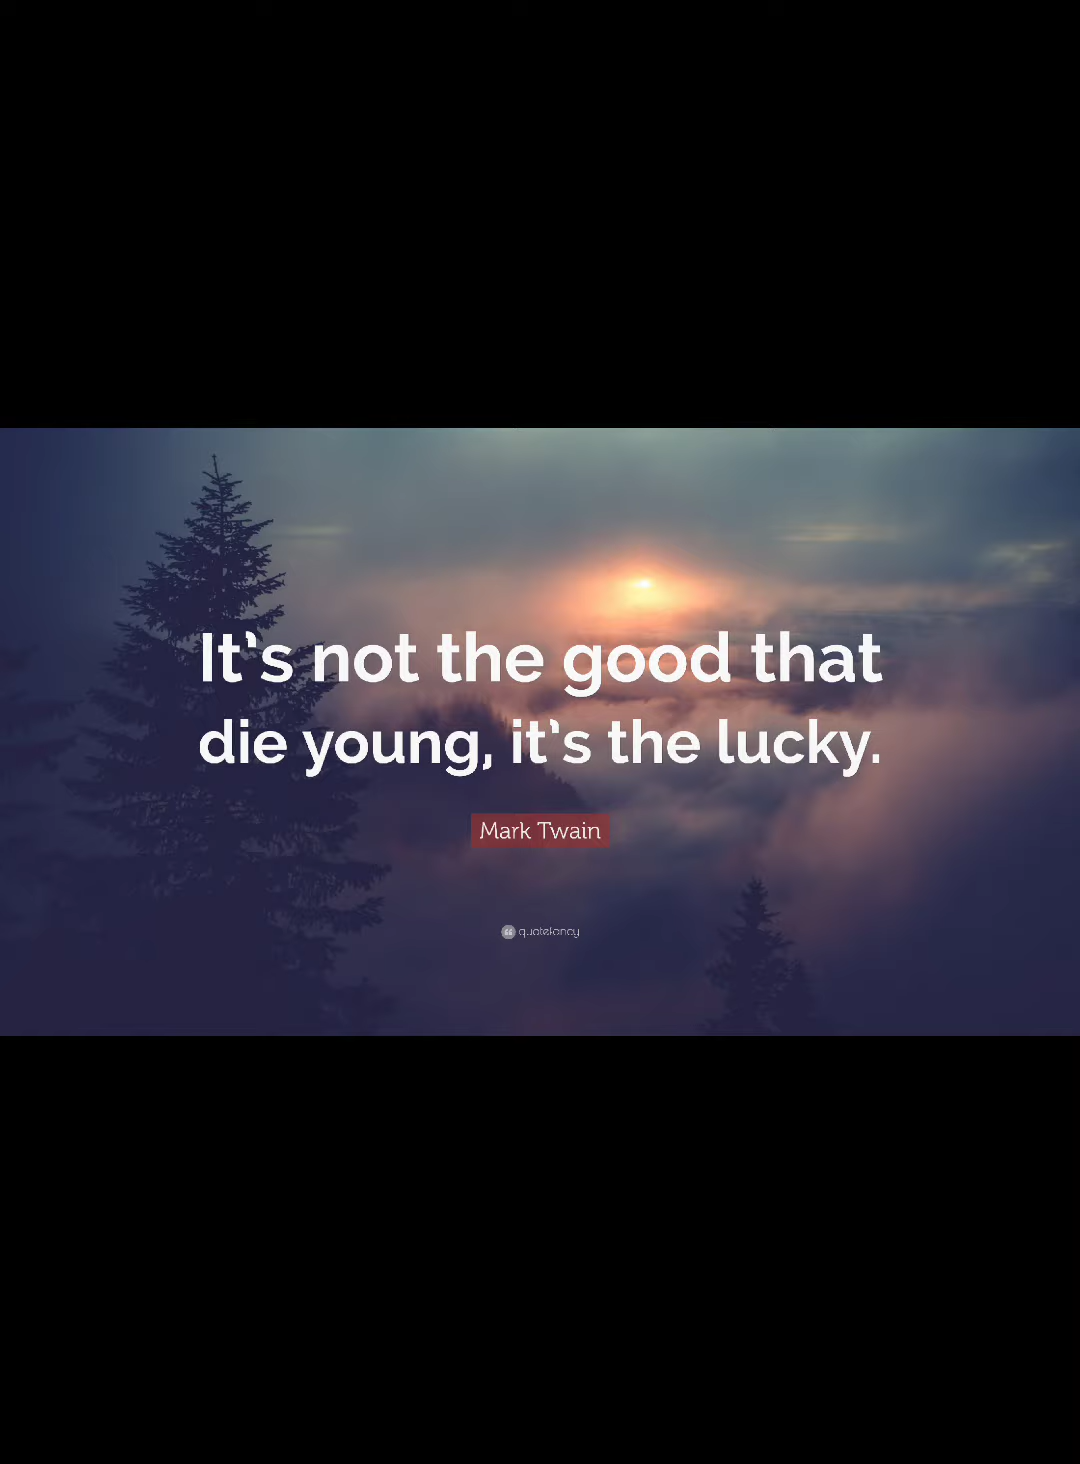 It's not the good that
die young, it's the lucky.
Mark Twain
quotefancy